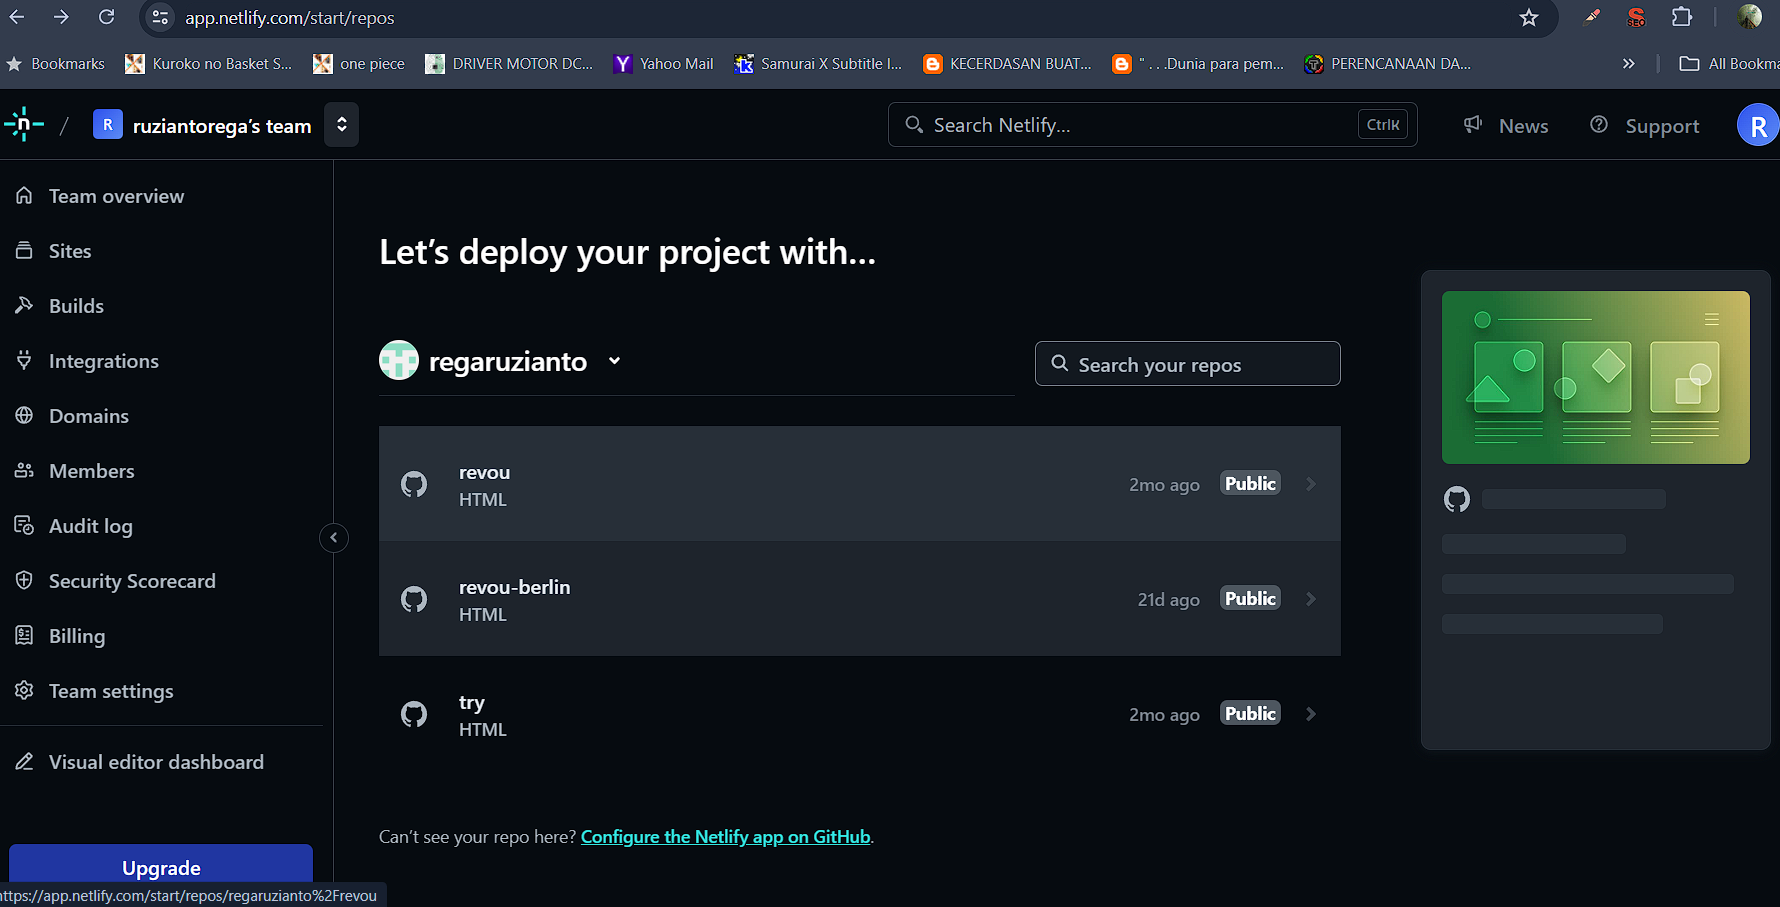 app.netlify.com/start/repos
Bookmarks
Kuroko no Basket S...
one piece
DRIVER MOTOR DC...
Yahoo Mail
Samurai X Subtitle I...
KECERDASAN BUAT...
" . . .Dunia para pem...
PERENCANAAN DA...
All Bookma
n / R ruziantorega's team
Search Netlify...
CtrlK
News
Support
R
Team overview
Sites
Builds
Integrations
Domains
Members
Audit log
Security Scorecard
Billing
Team settings
Visual editor dashboard
Upgrade
https://app.netlify.com/start/repos/regaruzianto%2Frevou
Let's deploy your project with...
regaruzianto
Search your repos
revou
HTML
2mo ago
Public
revou-berlin
HTML
21d ago
Public
try
HTML
2mo ago
Public
Can't see your repo here? Configure the Netlify app on GitHub.